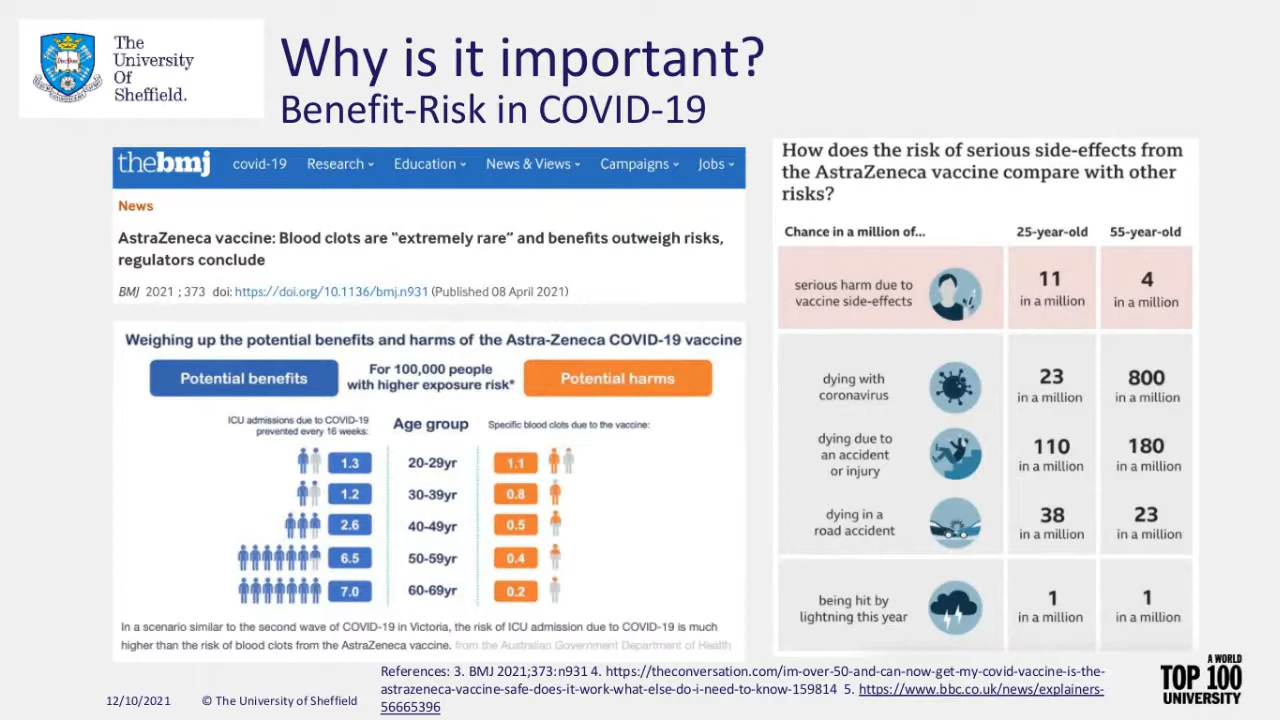 The
University
Of
Sheffield.
Why is it important?
Benefit-Risk in COVID-19
thebmj covid-19 Research Education News & Views Campaigns Jobs
News
AstraZeneca vaccine: Blood clots are "extremely rare" and benefits outweigh risks,
regulators conclude
BMJ 2021 ; 373 doi: https://doi.org/10.1136/bmj.n931 (Published 08 April 2021)
Weighing up the potential benefits and harms of the Astra-Zeneca COVID-19 vaccine
Potential benefits
For 100,000 people
with higher exposure risk*
Potential harms
ICU admissions due to COVID-19
prevented every 16 weeks:
Age group
Specific blood clots due to the vaccine:
1.3 20-29yr 1.1
1.2 30-39yr 0.8
2.6 40-49yr 0.5
6.5 50-59yr 0.4
7.0 60-69yr 0.2
In a scenario similar to the second wave of COVID in Victoria, the risk of ICU admission due to COVID-19 is much
higher than the risk of blood clots from the AstraZeneca vaccine. from the Australian Government Department of Health
How does the risk of serious side-effects from
the AstraZeneca vaccine compare with other
risks?
Chance in a million of... 25-year-old 55-year-old
serious harm due to
vaccine side-effects
11
in a million
4
in a million
dying with
coronavirus
23
in a million
800
in a million
dying due to
an accident
or injury
110
in a million
180
in a million
dying in a
road accident
38
in a million
23
in a million
being hit by
lightning this year
1
in a million
1
in a million
References: 3. BMJ 2021;373:n931 4. https://theconversation.com/im-over-50-and-can-now-get-my-covid-vaccine-is-the-
astrazeneca-vaccine-safe-does-it-work-what-else-do-i-need-to-know-159814 5. https://www.bbc.co.uk/news/explainers-
56665396
12/10/2021 © The University of Sheffield
A WORLD
TOP 100
UNIVERSITY